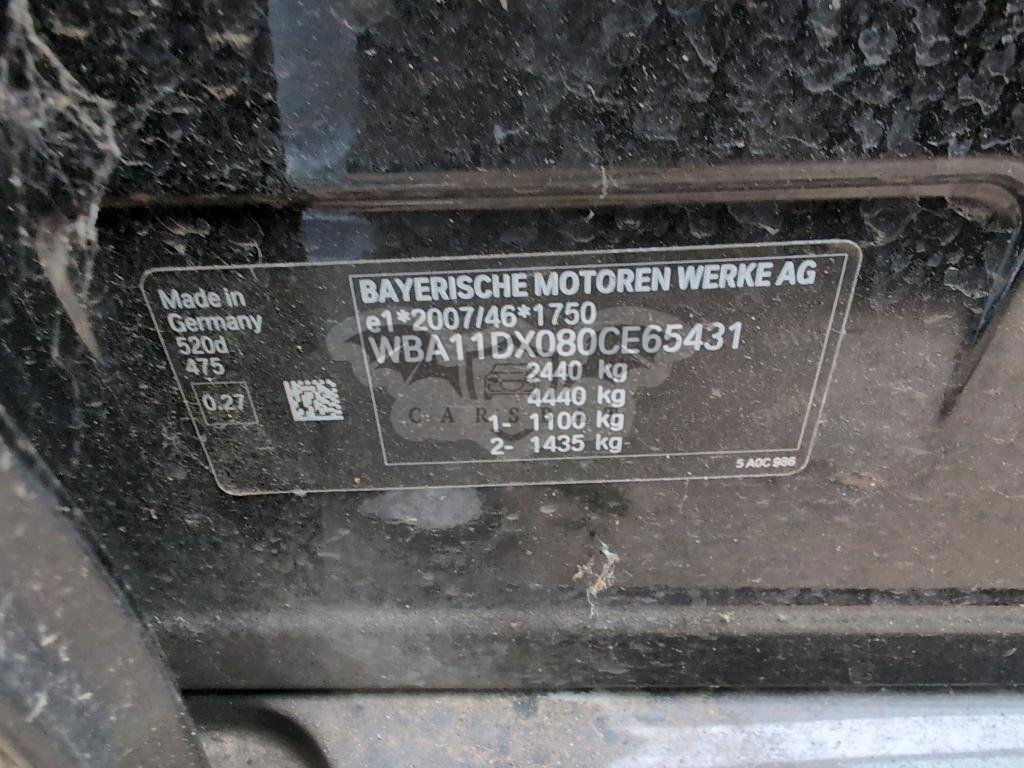 Made in
Germany
520d
475
0.27
BAYERISCHE MOTOREN WERKE AG
e1*2007/46*1750
WBA11DX080CE65431
2440 kg
4440 kg
1- 1100 kg
2- 1435 kg
5 A0C 986